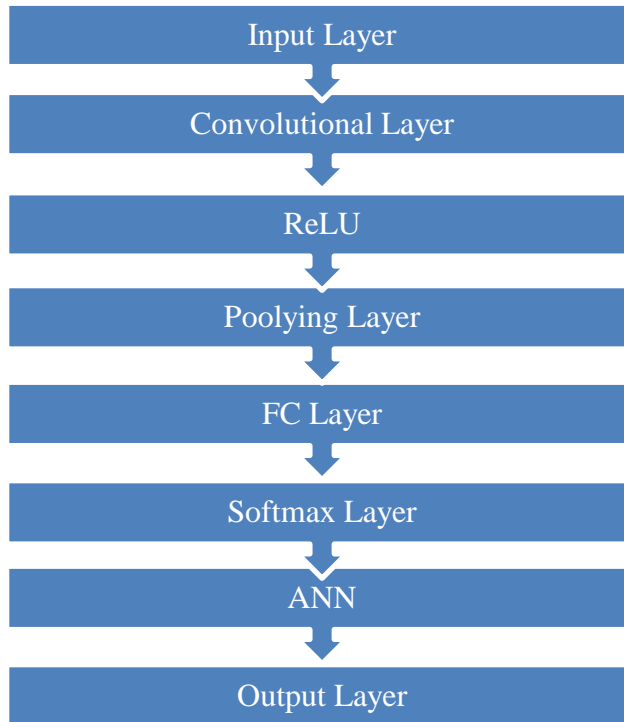 Input Layer
Convolutional Layer
ReLU
Poolying Layer
FC Layer
Softmax Layer
ANN
Output Layer